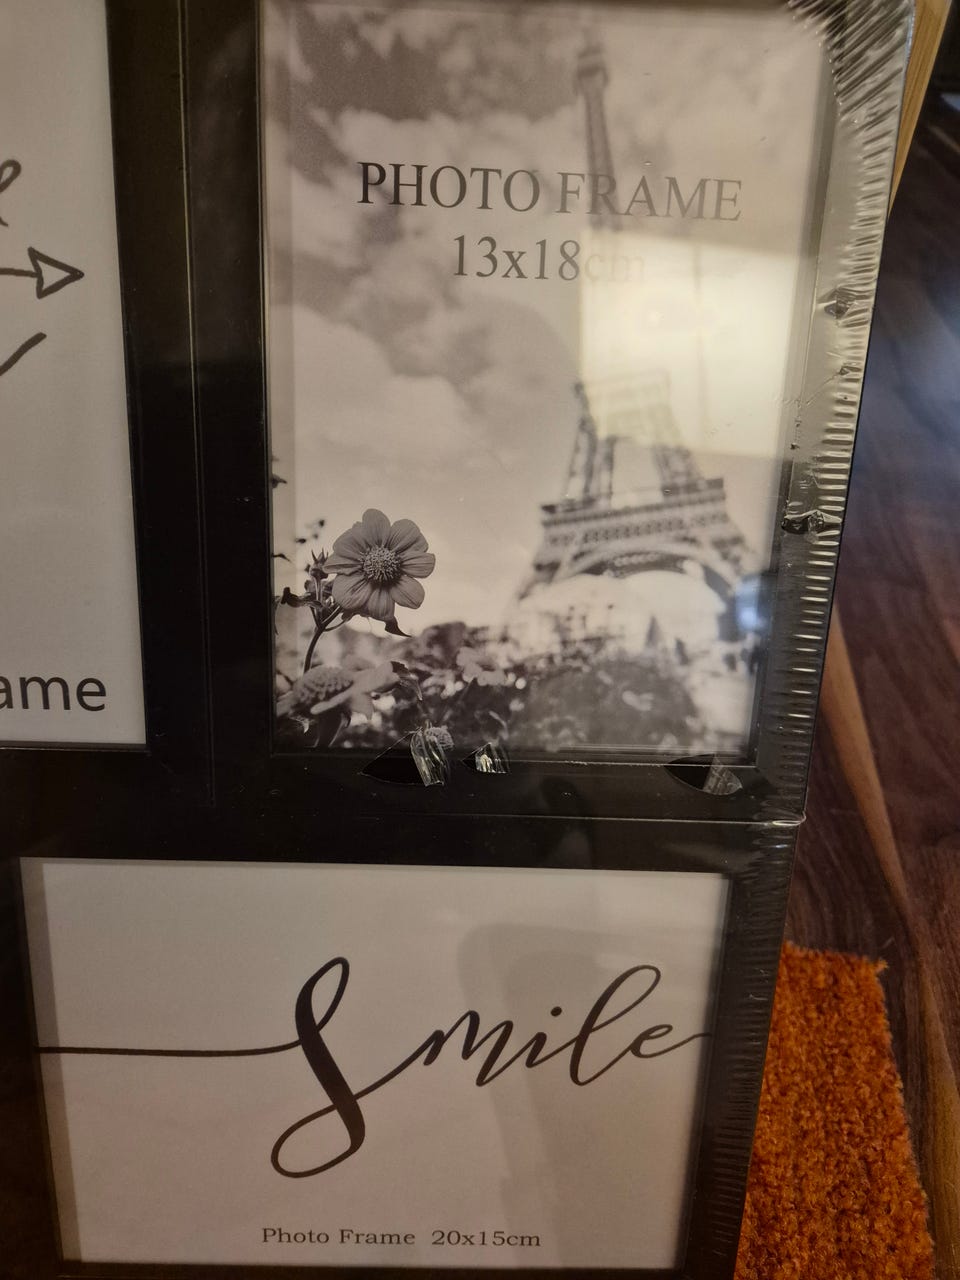 PHOTO FRAME
13x18cm
ame
Smile
Photo Frame 20x15cm